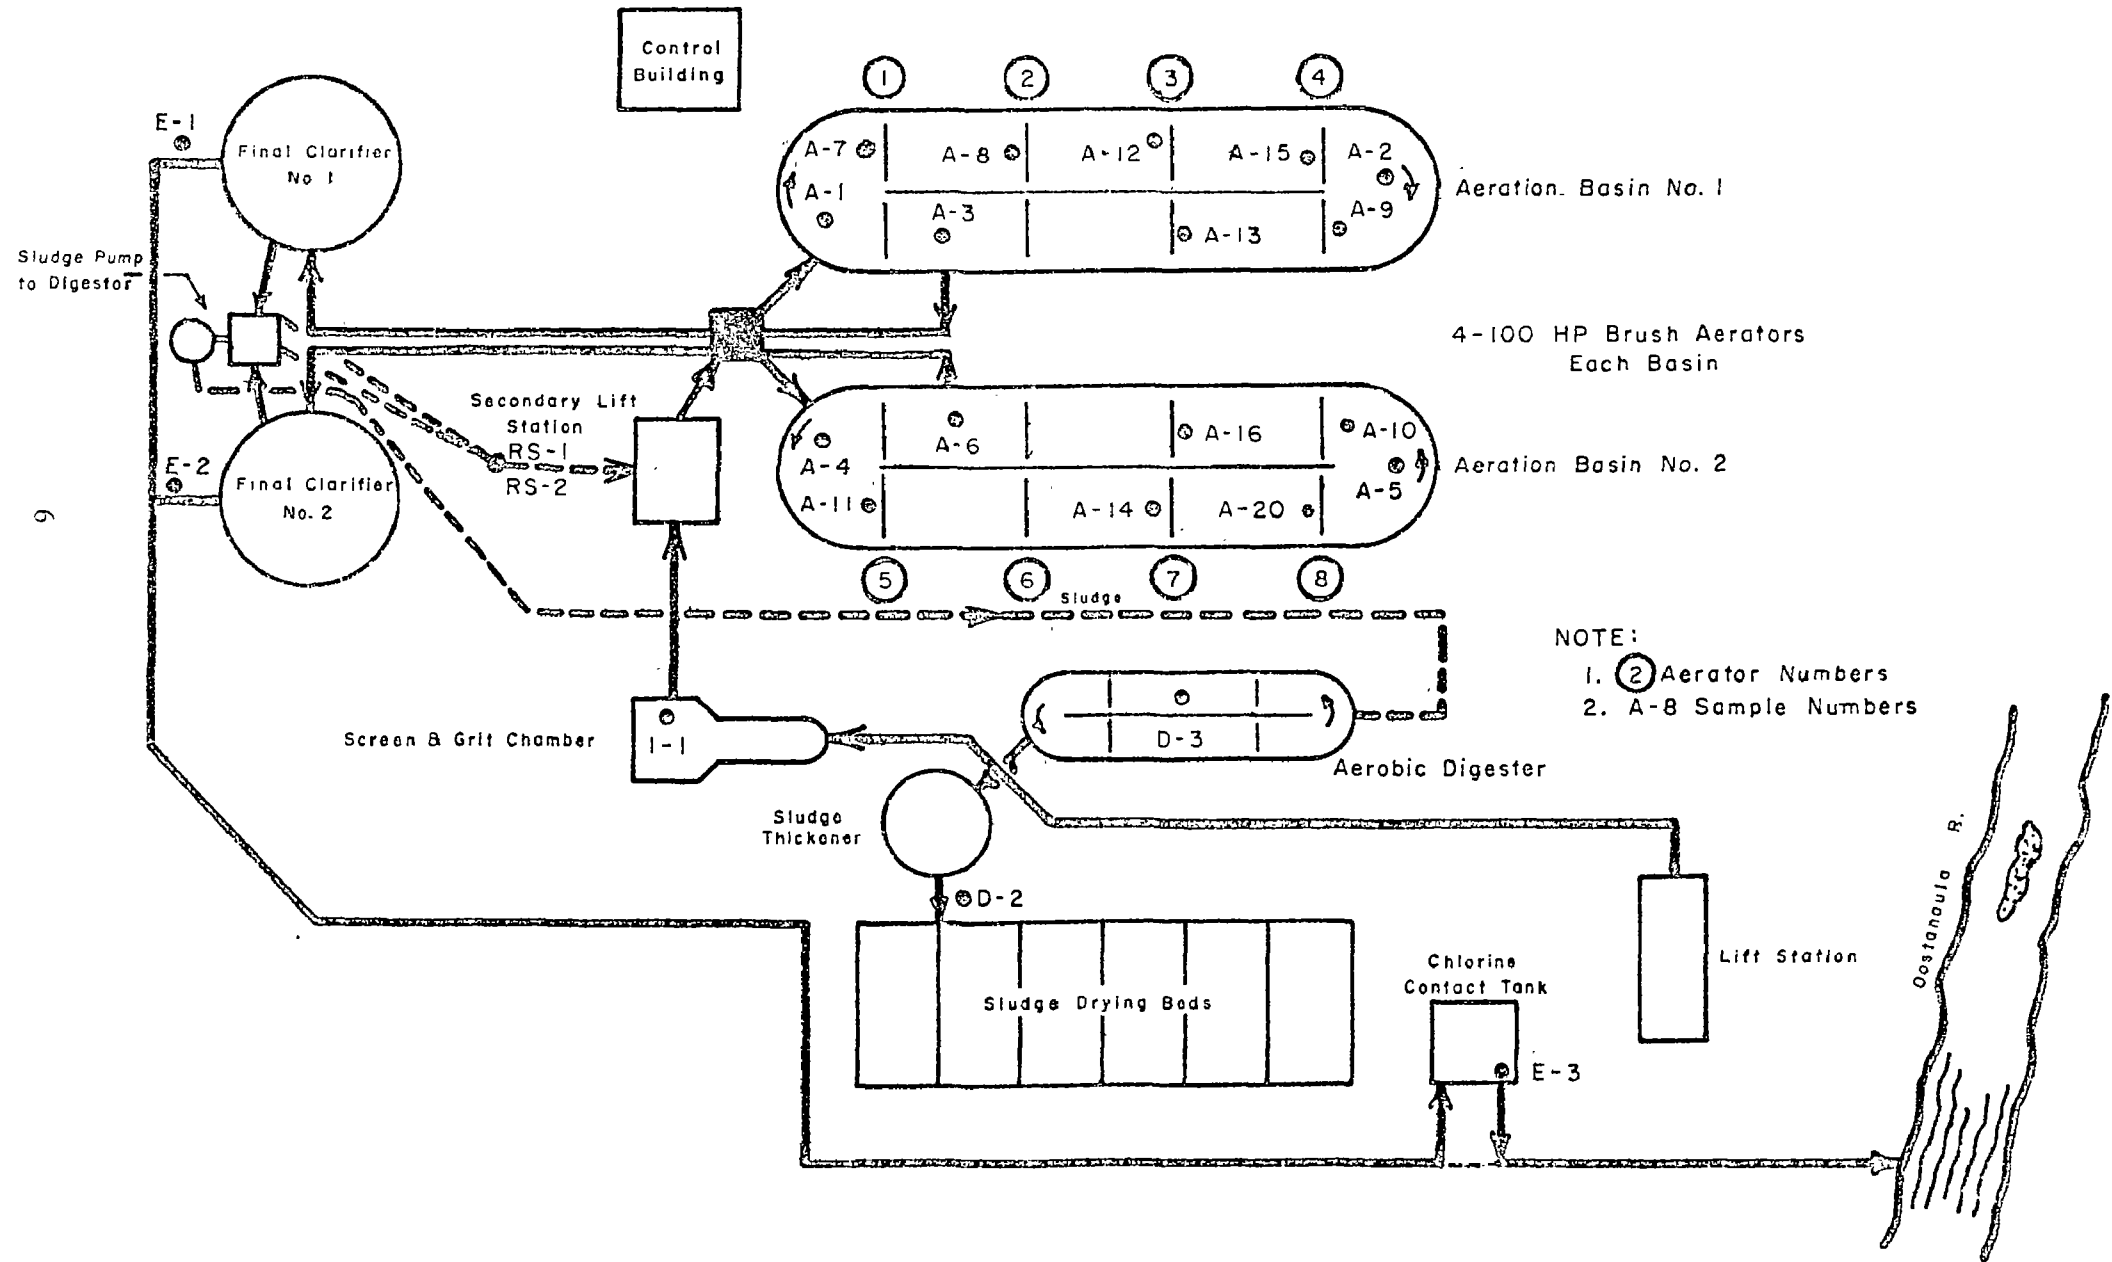 Control
Building
1
2
3
4
E-1
Final Clarifier
No 1
A-7
A-8
A-12
A-15
A-2
A-1
A-3
A-13
A-9
Aeration Basin No. 1
Sludge Pump
to Digestor
4-100 HP Brush Aerators
Each Basin
Secondary Lift
Station
RS-1
RS-2
A-4
A-6
A-16
A-10
A-11
A-14
A-20
A-5
Aeration Basin No. 2
E-2
Final Clarifier
No. 2
6
5
6
7
8
Sludge
NOTE:
1. 2 Aerator Numbers
2. A-8 Sample Numbers
Screen & Grit Chamber
I-1
D-3
Aerobic Digester
Sludge
Thickener
D-2
Oostanaula R.
Sludge Drying Beds
Chlorine
Contact Tank
E-3
Lift Station